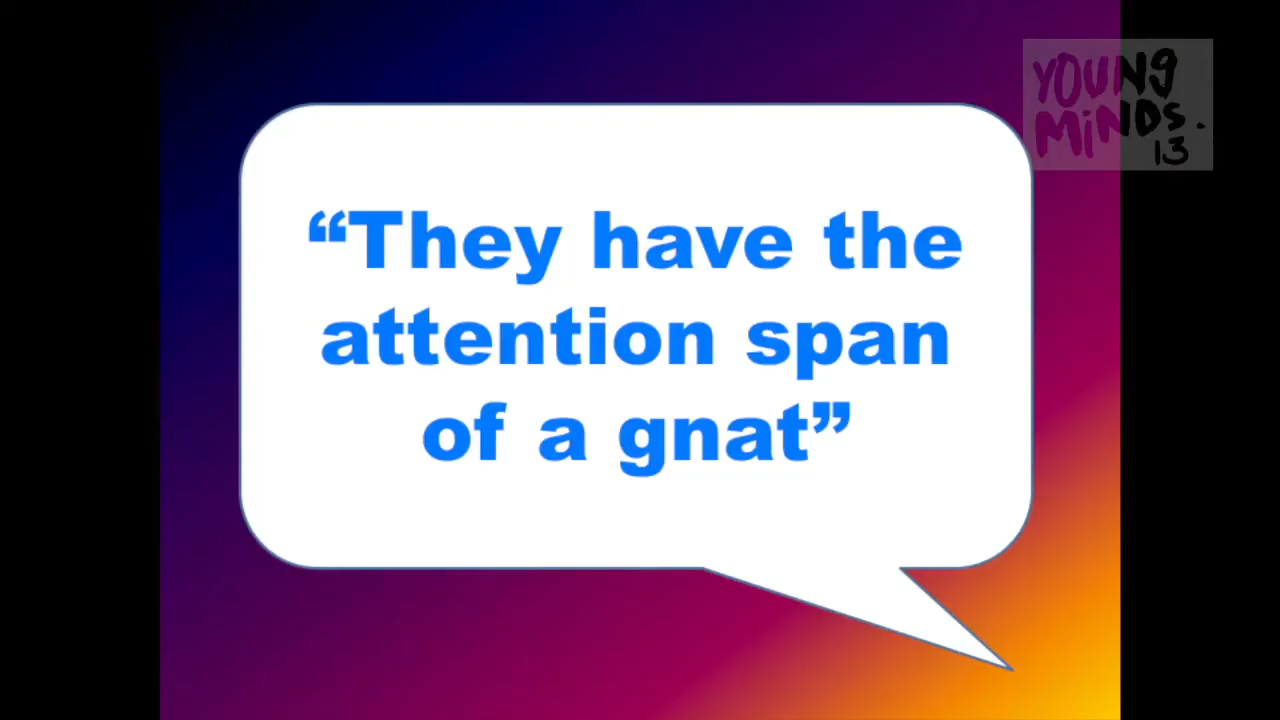 “They have the
attention span
of a gnat”
YOUNG
MiNDS.
13